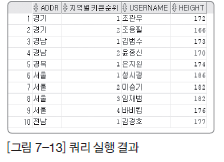 ADDR 지역별키큰순위 USERNAME HEIGHT
1 경기 1 조관우 172
2 경기 2 조용필 166
3 경남 1 김범수 173
4 경남 2 윤종신 170
5 경북 1 은지원 174
6 서울 1 성시경 186
7 서울 2 이승기 182
8 서울 3 임재범 182
9 서울 4 바비킴 176
10 전남 1 김경호 177
[그림 7-13] 쿼리 실행 결과